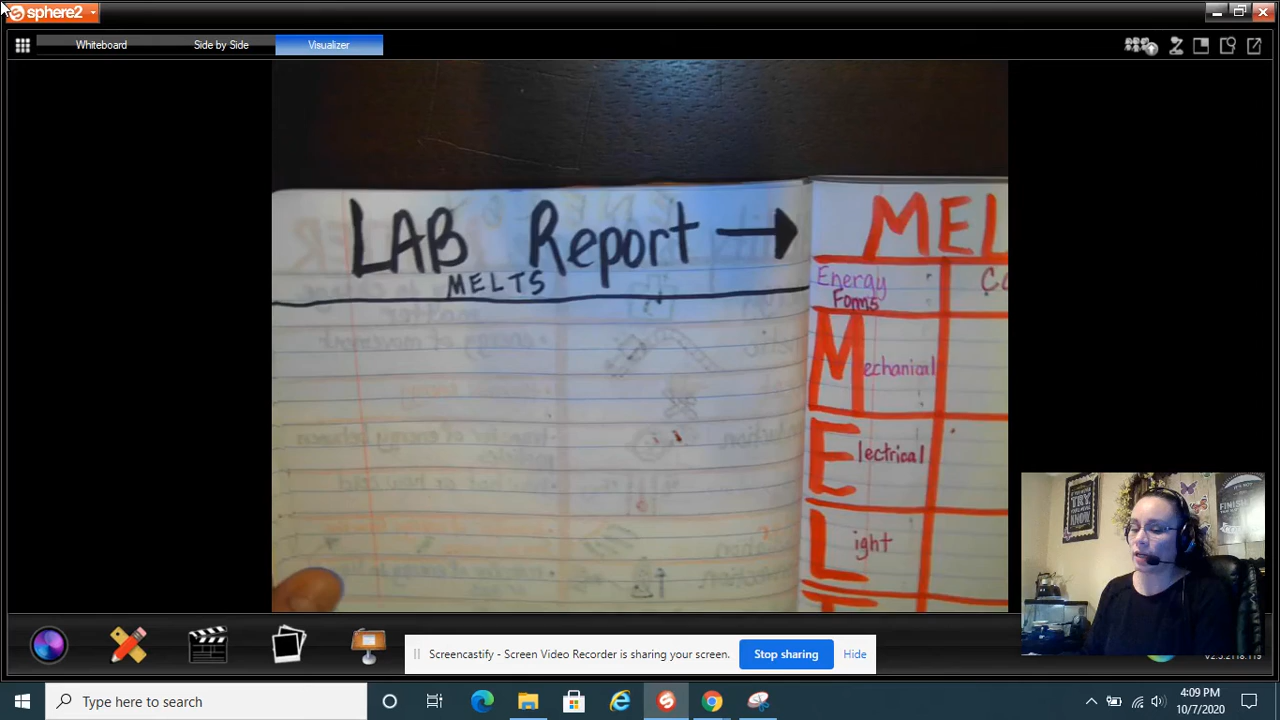 sphere2
Whiteboard
Side by Side
Visualizer
LAB Report →
MELTS
MEL
Energy
Forms
Mechanical
Electrical
Light
Screencastify - Screen Video Recorder is sharing your screen.
Stop sharing
Hide
Type here to search
4:09 PM
10/7/2020